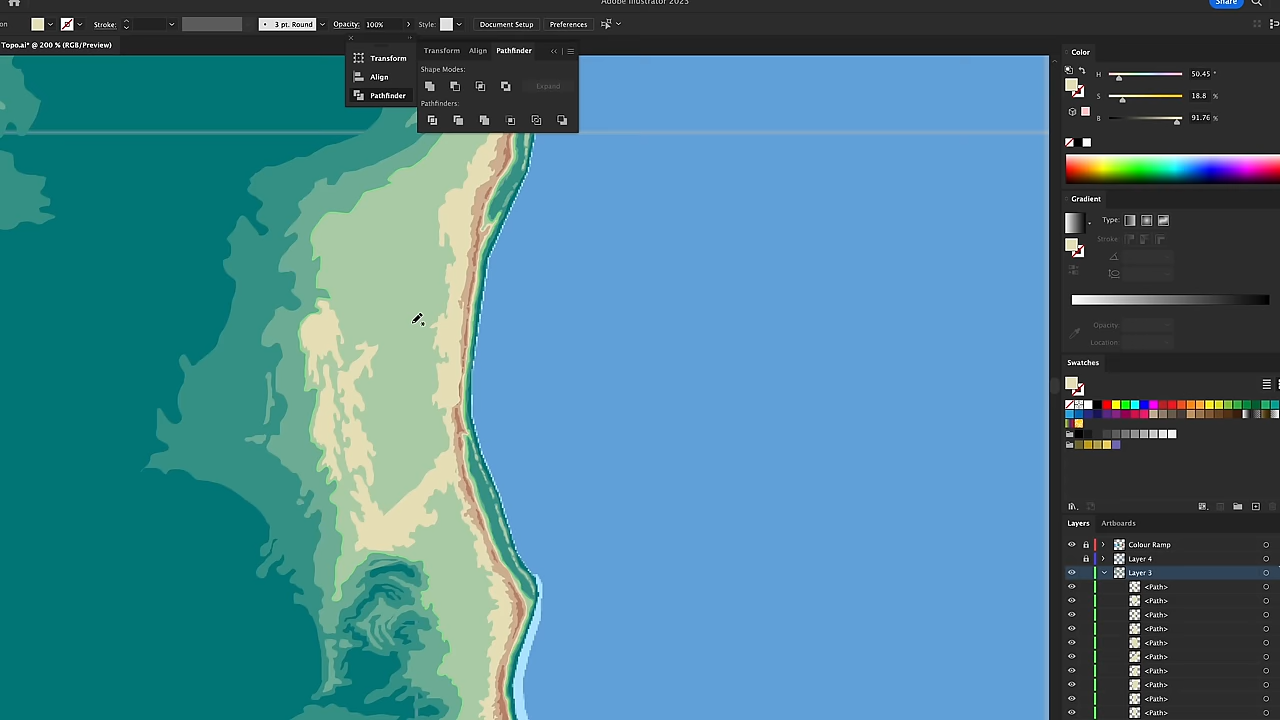 Adobe Illustrator 2023
Share
on
Stroke:
3 pt. Round
Opacity: 100%
Style:
Document Setup
Preferences
Topo.ai* @ 200 % (RGB/Preview)
Transform
Align
Pathfinder
Transform Align Pathfinder
Shape Modes:
Expand
Pathfinders:
Color
H 50.45 °
S 18.8 %
B 91.76 %
Gradient
Type:
Stroke:
Opacity:
Location:
Swatches
Layers Artboards
Colour Ramp
Layer 4
Layer 3
<Path>
<Path>
<Path>
<Path>
<Path>
<Path>
<Path>
<Path>
<Path>
<Path>